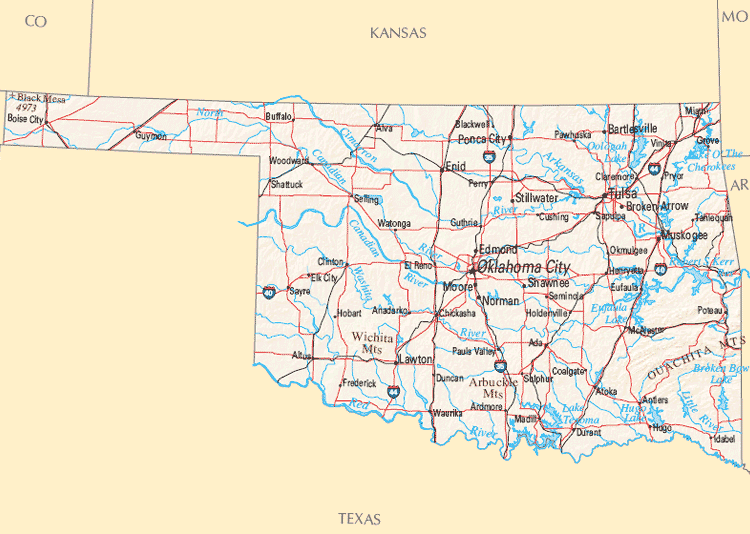 CO
MO
KANSAS
+Black Mesa
4973
Boise City
Guymon
North
Buffalo
Cimarron
Alva
Blackwell
Ponca City
Pawhuska
Bartlesville
Miami
Vinita
Grove
Oologah
Lake
Lake O' The
Cherokees
35
44
Woodward
Canadian
Enid
Arkansas
Claremore
Pryor
AR
Shattuck
Perry
Tulsa
Seiling
Stillwater
Broken Arrow
River
Cushing
Sapulpa
Tahlequah
Watonga
Guthrie
R
Canadian
River
Edmond
Okmulgee
Muskogee
Clinton
El Reno
Oklahoma City
Henryetta
40
Robert S Kerr
Elk City
Washita
River
Moore
Shawnee
Eufaula
40
Sayre
Norman
Seminola
Hobart
Anadarko
Chickasha
Holdenville
Eufaula
Lake
Poteau
Wichita
Mts
River
McAlester
Pauls Valley
Ada
OUACHITA MTS
Altus
Lawton
35
Coalgate
Broken Bow
Lake
Frederick
Duncan
Arbuckle
Mts
Sulphur
44
Atoka
Antlers
Little River
Red
Waurika
Ardmore
Madill
Lake
Texoma
Hugo
Lake
River
Durant
Hugo
Idabel
TEXAS